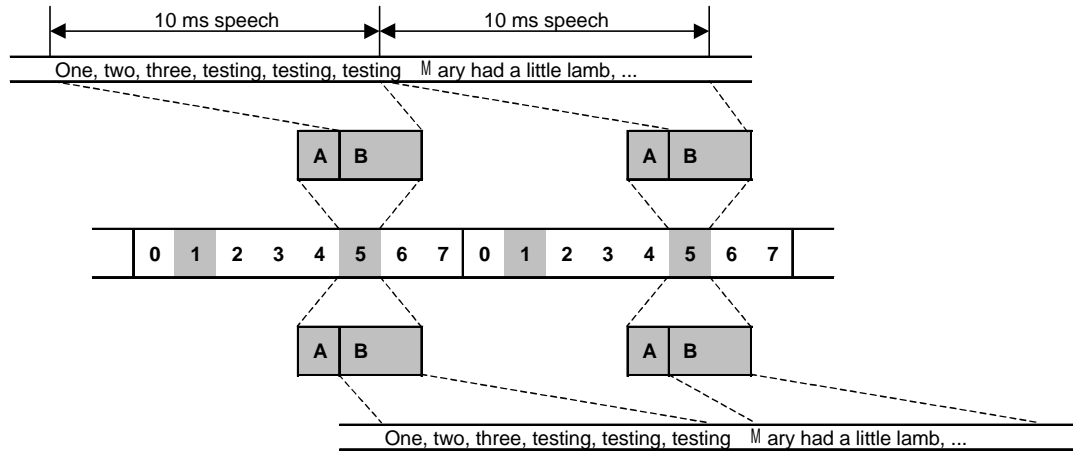 10 ms speech 10 ms speech
One, two, three, testing, testing, testing M ary had a little lamb, ...
A B A B
0 1 2 3 4 5 6 7 0 1 2 3 4 5 6 7
A B A B
One, two, three, testing, testing, testing M ary had a little lamb, ...